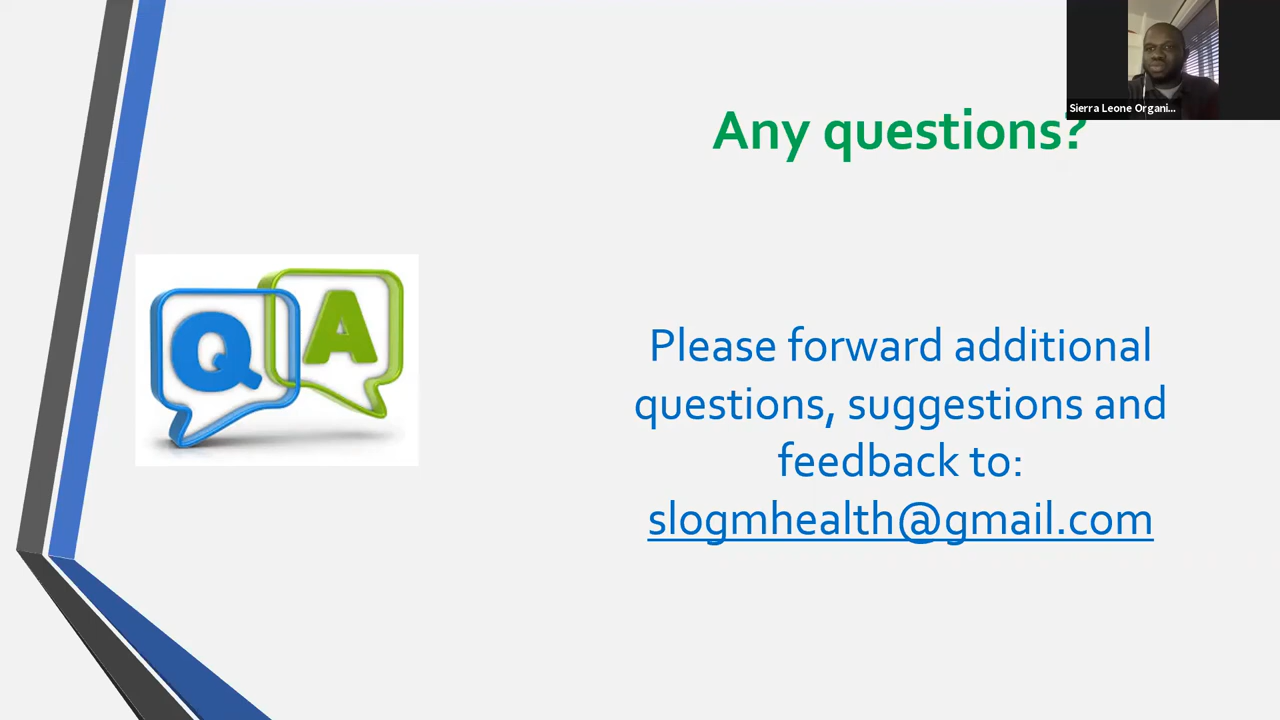 Sierra Leone Organi...
Any questions?
Q A
Please forward additional
questions, suggestions and
feedback to:
slogmhealth@gmail.com